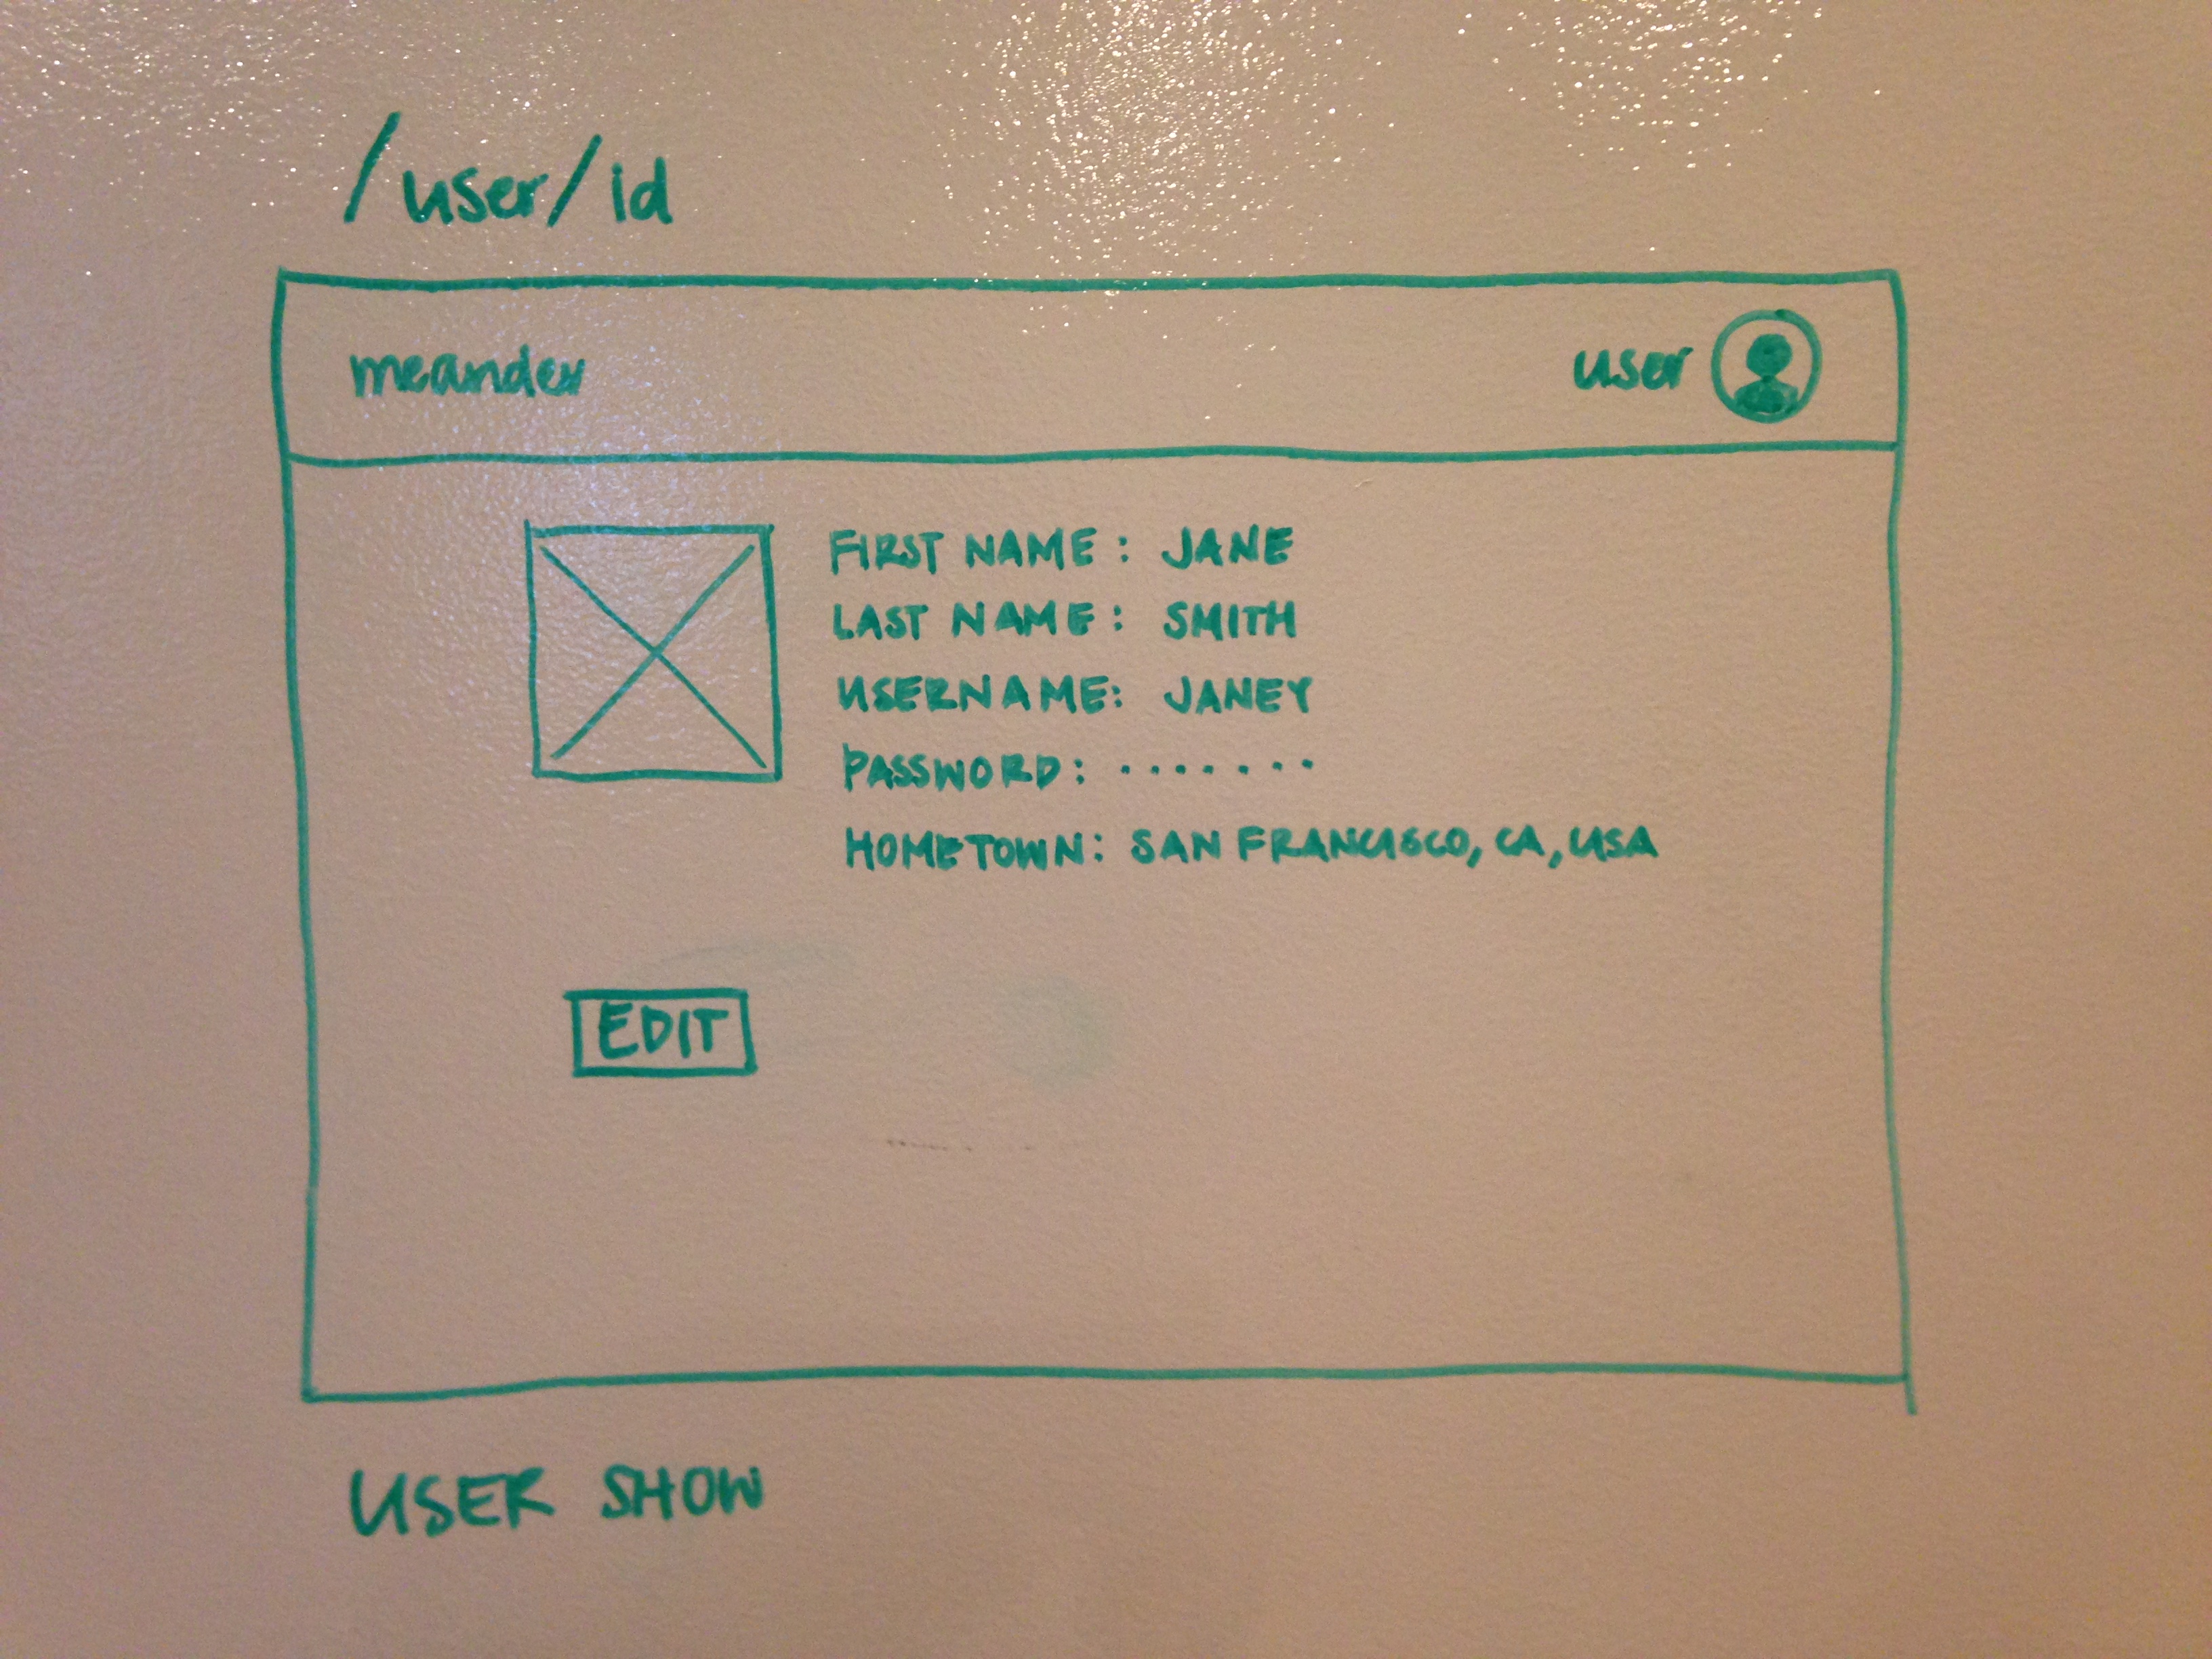 /user/id
meander
user
FIRST NAME: JANE
LAST NAME: SMITH
USERNAME: JANEY
PASSWORD: .......
HOMETOWN: SAN FRANCISCO, CA, USA
EDIT
USER SHOW